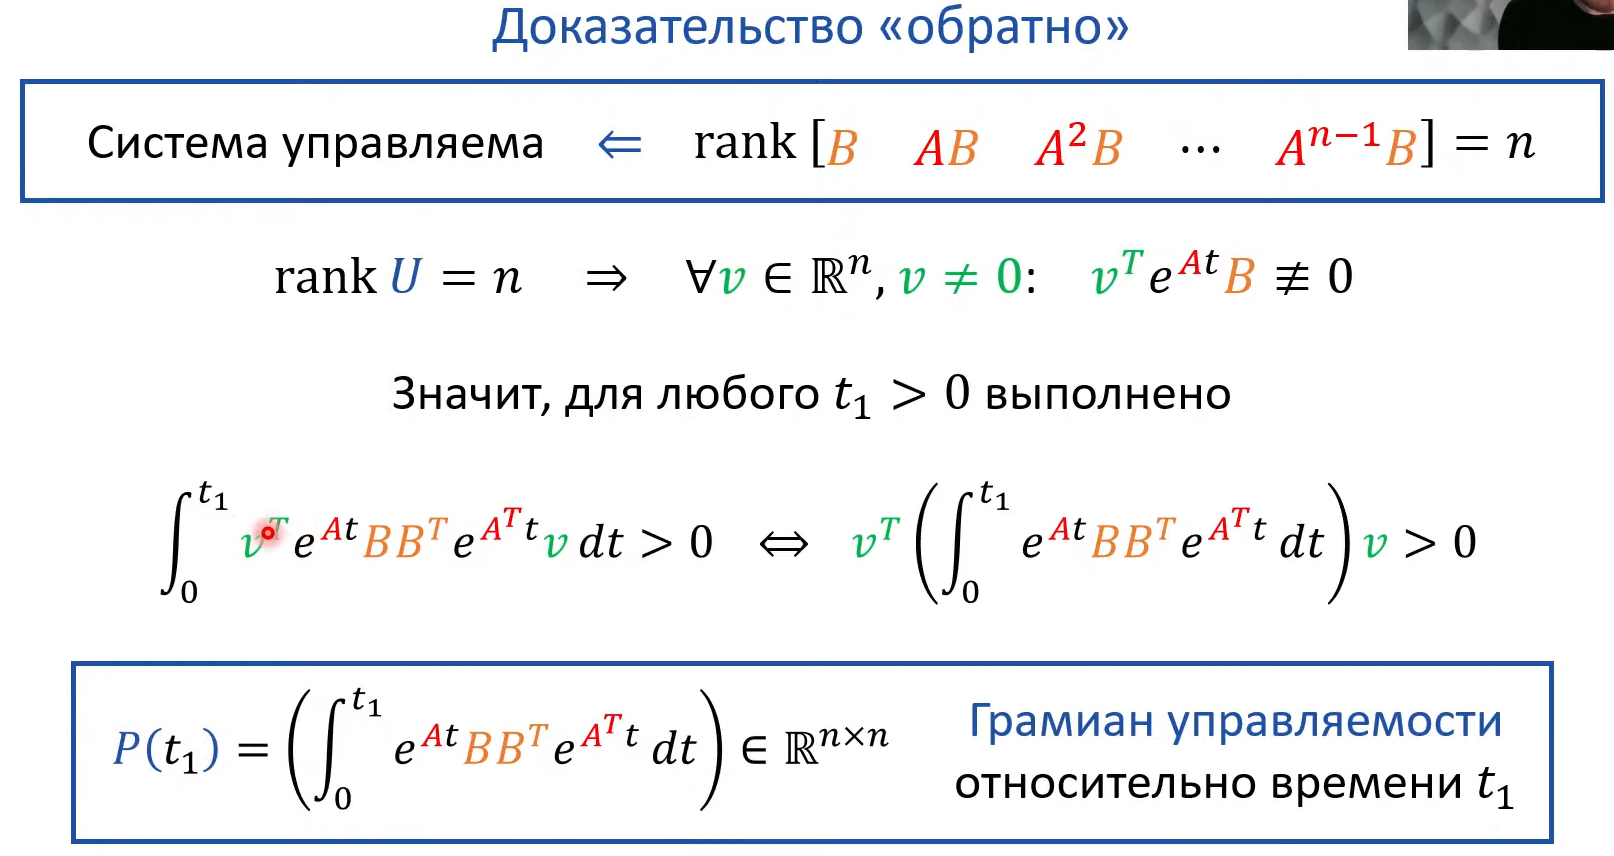 Доказательство «обратно»
Система управляема ⇐ rank [B AB A²B ⋯ Aⁿ⁻¹B] = n
rank U = n ⇒ ∀v ∈ ℝⁿ, v ≠ 0: vᵀe^{At}B ≢ 0
Значит, для любого t₁ > 0 выполнено
∫₀^{t₁} vᵀe^{At}BBᵀe^{Aᵀt}v dt > 0 ⇔ vᵀ(∫₀^{t₁} e^{At}BBᵀe^{Aᵀt} dt)v > 0
P(t₁) = (∫₀^{t₁} e^{At}BBᵀe^{Aᵀt} dt) ∈ ℝⁿˣⁿ
Грамиан управляемости
относительно времени t₁